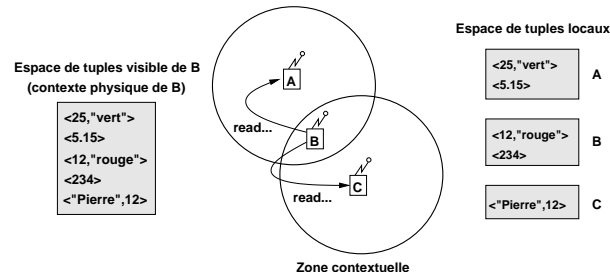 Espace de tuples visible de B
(contexte physique de B)
<25,"vert">
<5.15>
<12,"rouge">
<234>
<"Pierre",12>
A
read...
B
C
read...
Zone contextuelle
Espace de tuples locaux
<25,"vert">
<5.15>
A
<12,"rouge">
<234>
B
<"Pierre",12>
C